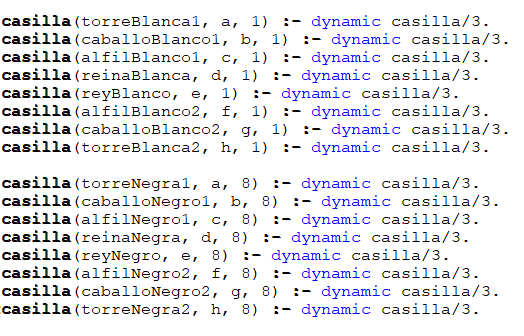 casilla(torreBlanca1, a, 1) :- dynamic casilla/3.
casilla(caballoBlanco1, b, 1) :- dynamic casilla/3.
casilla(alfilBlanco1, c, 1) :- dynamic casilla/3.
casilla(reinaBlanca, d, 1) :- dynamic casilla/3.
casilla(reyBlanco, e, 1) :- dynamic casilla/3.
casilla(alfilBlanco2, f, 1) :- dynamic casilla/3.
casilla(caballoBlanco2, g, 1) :- dynamic casilla/3.
casilla(torreBlanca2, h, 1) :- dynamic casilla/3.
casilla(torreNegra1, a, 8) :- dynamic casilla/3.
casilla(caballoNegro1, b, 8) :- dynamic casilla/3.
casilla(alfilNegro1, c, 8) :- dynamic casilla/3.
casilla(reinaNegra, d, 8) :- dynamic casilla/3.
casilla(reyNegro, e, 8) :- dynamic casilla/3.
casilla(alfilNegro2, f, 8) :- dynamic casilla/3.
casilla(caballoNegro2, g, 8) :- dynamic casilla/3.
casilla(torreNegra2, h, 8) :- dynamic casilla/3.